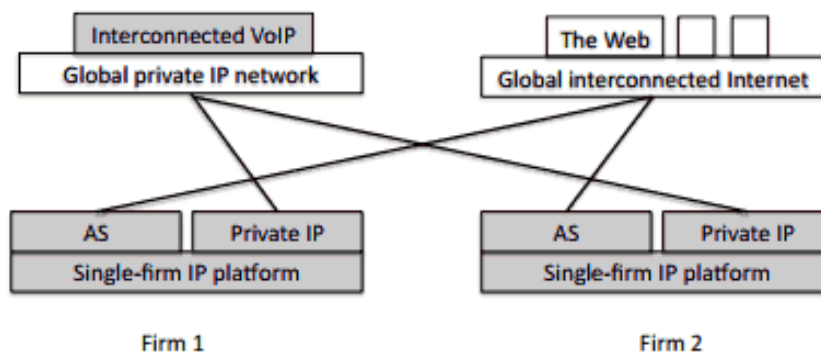 Interconnected VoIP
The Web
Global private IP network
Global interconnected Internet
AS
Private IP
AS
Private IP
Single-firm IP platform
Single-firm IP platform
Firm 1
Firm 2